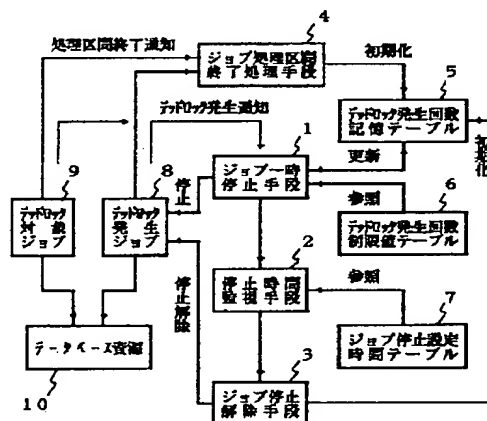 4
処理区間終了通知
ジョブ処理区間
終了処理手段
初期化
5
デッドロック発生回数
記憶テーブル
デッドロック発生通知
1
ジョブ一時
停止手段
更新
初期化
9
8
停止
参照
6
デッドロック
対象
ジョブ
デッドロック
発生
ジョブ
デッドロック発生回数
制限値テーブル
2
停止時間
監視手段
参照
停止解除
7
ジョブ停止設定
時間テーブル
データベース資源
3
ジョブ停止
解除手段
10